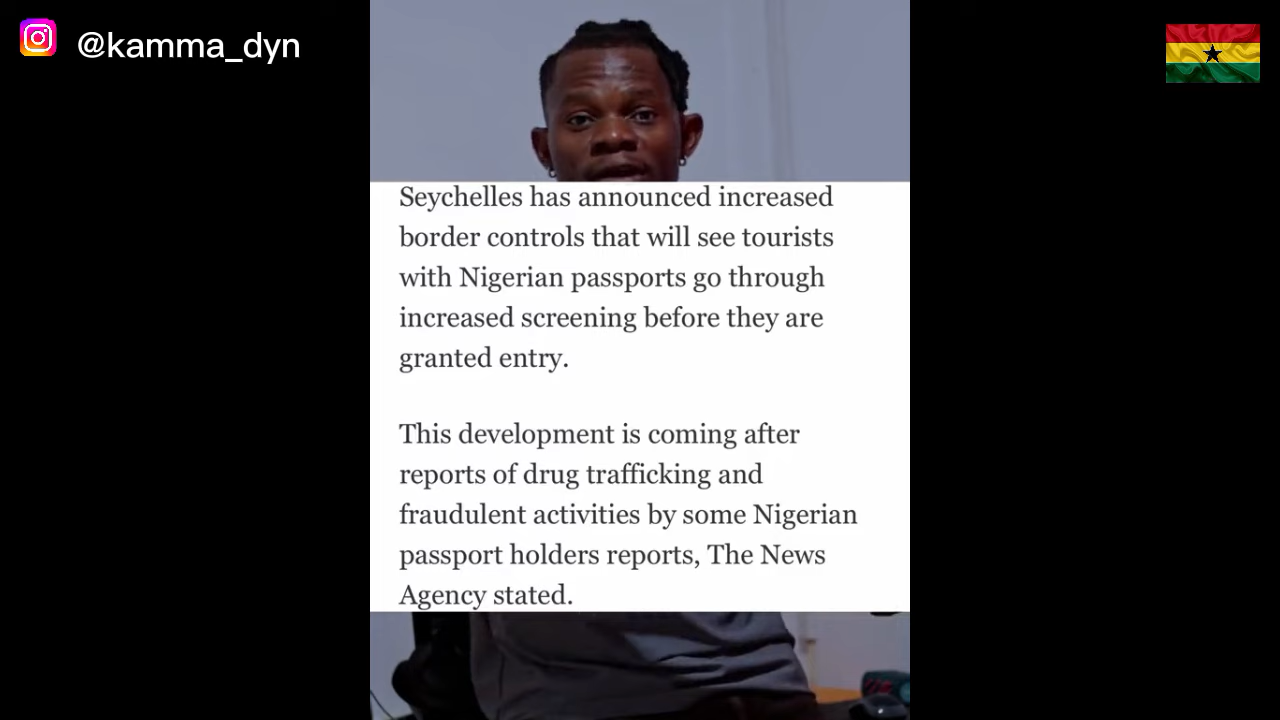 @kamma_dyn
Seychelles has announced increased
border controls that will see tourists
with Nigerian passports go through
increased screening before they are
granted entry.
This development is coming after
reports of drug trafficking and
fraudulent activities by some Nigerian
passport holders reports, The News
Agency stated.